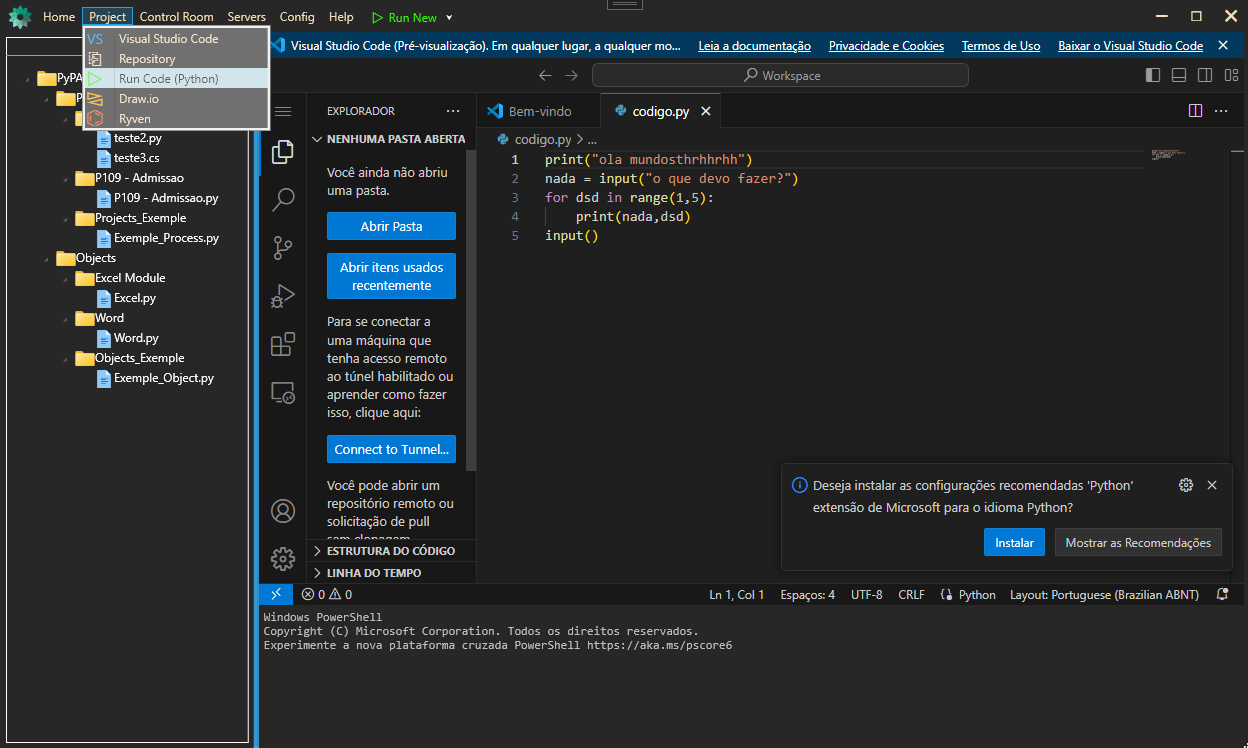 Home Project Control Room Servers Config Help Run New
VS Visual Studio Code
Repository
Run Code (Python)
Draw.io
Ryven
Visual Studio Code (Pré-visualização). Em qualquer lugar, a qualquer mo... Leia a documentação Privacidade e Cookies Termos de Uso Baixar o Visual Studio Code
Workspace
teste2.py
teste3.cs
P109 - Admissao
P109 - Admissao.py
Projects_Exemple
Exemple_Process.py
Objects
Excel Module
Excel.py
Word
Word.py
Objects_Exemple
Exemple_Object.py
EXPLORADOR ...
NENHUMA PASTA ABERTA
Você ainda não abriu
uma pasta.
Abrir Pasta
Abrir itens usados
recentemente
Para se conectar a
uma máquina que
tenha acesso remoto
ao túnel habilitado ou
aprender como fazer
isso, clique aqui:
Connect to Tunnel...
Você pode abrir um
repositório remoto ou
solicitação de pull
sem clonagem
ESTRUTURA DO CÓDIGO
LINHA DO TEMPO
Bem-vindo codigo.py
codigo.py > ...
1 print("ola mundosthrhhrhh")
2 nada = input("o que devo fazer?")
3 for dsd in range(1,5):
4 print(nada,dsd)
5 input()
Deseja instalar as configurações recomendadas 'Python'
extensão de Microsoft para o idioma Python?
Instalar Mostrar as Recomendações
0 0 Ln 1, Col 1 Espaços: 4 UTF-8 CRLF Python Layout: Portuguese (Brazilian ABNT)
Windows PowerShell
Copyright (C) Microsoft Corporation. Todos os direitos reservados.
Experimente a nova plataforma cruzada PowerShell https://aka.ms/pscore6